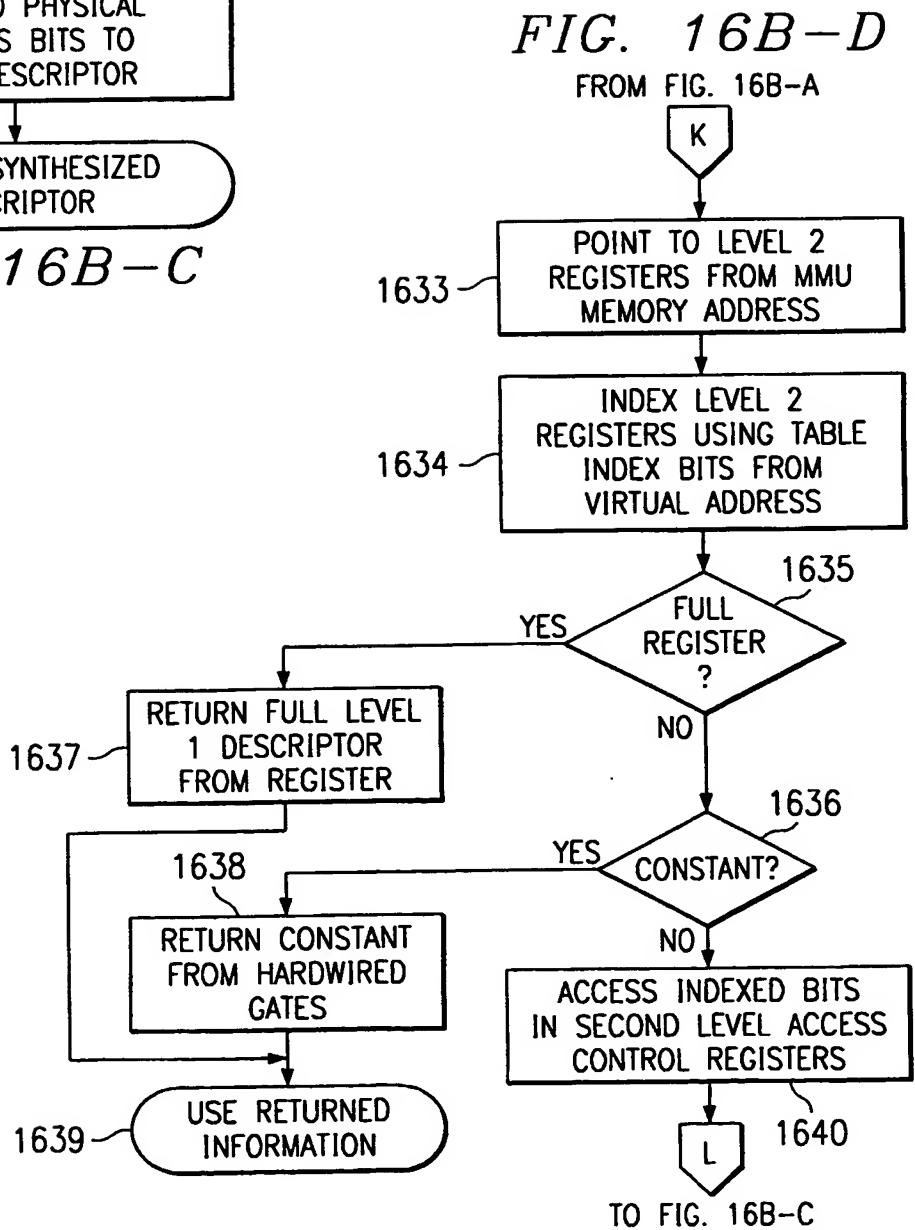 PHYSICAL
BITS TO
ESCRIPTOR
SYNTHESIZED
CRIPTOR
16B-C
FIG. 16B-D
FROM FIG. 16B-A
K
1633
POINT TO LEVEL 2
REGISTERS FROM MMU
MEMORY ADDRESS
1634
INDEX LEVEL 2
REGISTERS USING TABLE
INDEX BITS FROM
VIRTUAL ADDRESS
1635
FULL
REGISTER
?
YES
NO
1637
RETURN FULL LEVEL
1 DESCRIPTOR
FROM REGISTER
1636
CONSTANT?
YES
NO
1638
RETURN CONSTANT
FROM HARDWIRED
GATES
ACCESS INDEXED BITS
IN SECOND LEVEL ACCESS
CONTROL REGISTERS
1640
1639
USE RETURNED
INFORMATION
L
TO FIG. 16B-C